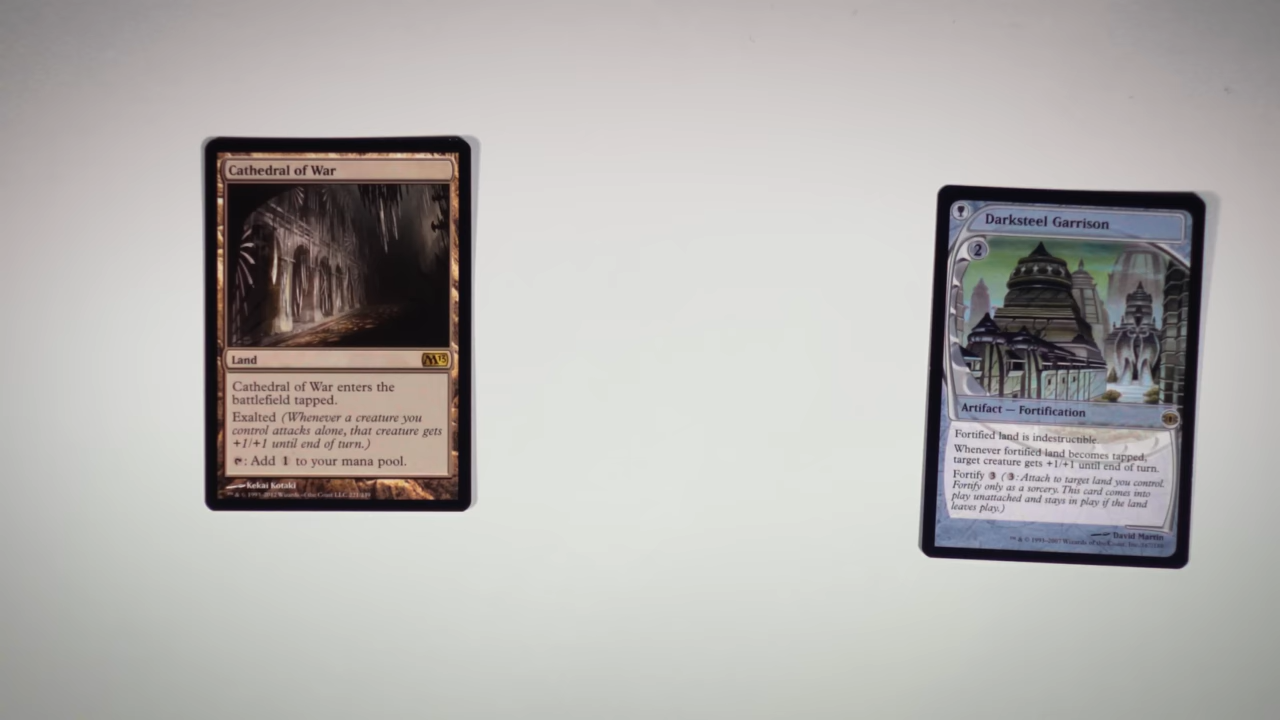 Cathedral of War
Land
M13
Cathedral of War enters the
battlefield tapped.
Exalted (Whenever a creature you
control attacks alone, that creature gets
+1/+1 until end of turn.)
: Add 1 to your mana pool.
Kekai Kotaki
Darksteel Garrison
2
Artifact — Fortification
Fortified land is indestructible.
Whenever fortified land becomes tapped,
target creature gets +1/+1 until end of turn.
Fortify 3 (3: Attach to target land you control.
Fortify only as a sorcery. This card comes into
play unattached and stays in play if the land
leaves play.)
David Martin